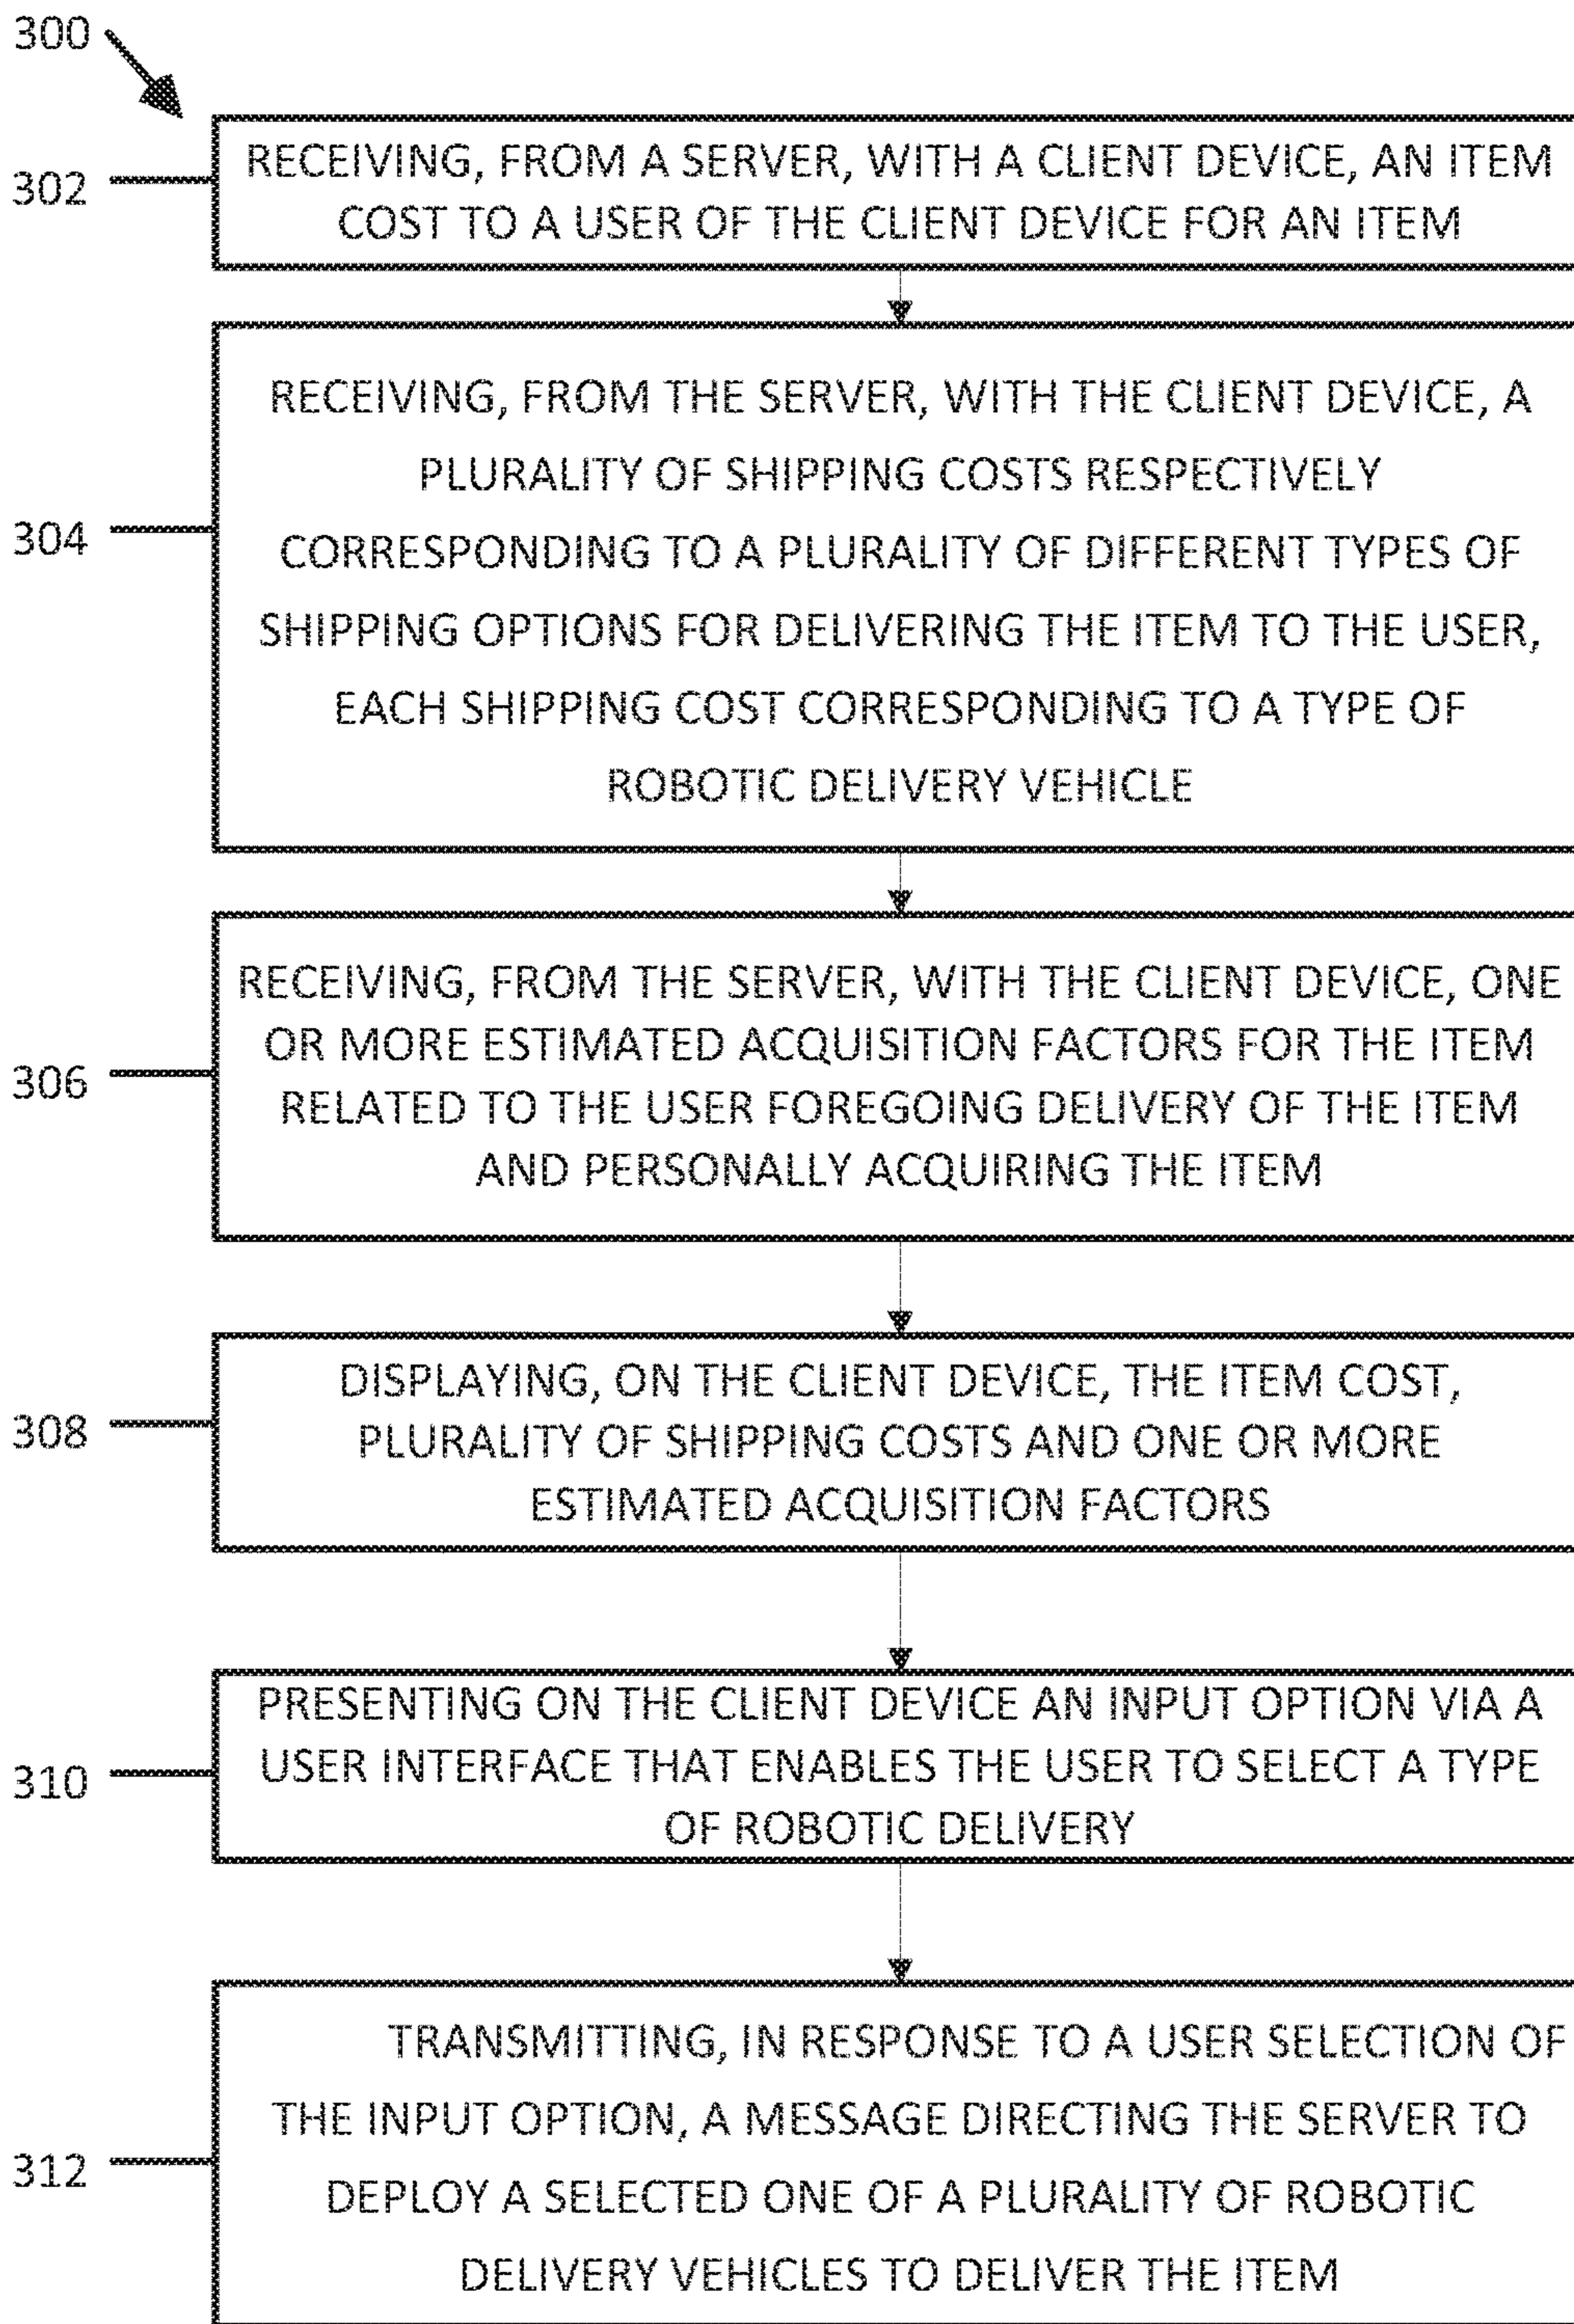 300
302
RECEIVING, FROM A SERVER, WITH A CLIENT DEVICE, AN ITEM
COST TO A USER OF THE CLIENT DEVICE FOR AN ITEM
304
RECEIVING, FROM THE SERVER, WITH THE CLIENT DEVICE, A
PLURALITY OF SHIPPING COSTS RESPECTIVELY
CORRESPONDING TO A PLURALITY OF DIFFERENT TYPES OF
SHIPPING OPTIONS FOR DELIVERING THE ITEM TO THE USER,
EACH SHIPPING COST CORRESPONDING TO A TYPE OF
ROBOTIC DELIVERY VEHICLE
306
RECEIVING, FROM THE SERVER, WITH THE CLIENT DEVICE, ONE
OR MORE ESTIMATED ACQUISITION FACTORS FOR THE ITEM
RELATED TO THE USER FOREGOING DELIVERY OF THE ITEM
AND PERSONALLY ACQUIRING THE ITEM
308
DISPLAYING, ON THE CLIENT DEVICE, THE ITEM COST,
PLURALITY OF SHIPPING COSTS AND ONE OR MORE
ESTIMATED ACQUISITION FACTORS
310
PRESENTING ON THE CLIENT DEVICE AN INPUT OPTION VIA A
USER INTERFACE THAT ENABLES THE USER TO SELECT A TYPE
OF ROBOTIC DELIVERY
312
TRANSMITTING, IN RESPONSE TO A USER SELECTION OF
THE INPUT OPTION, A MESSAGE DIRECTING THE SERVER TO
DEPLOY A SELECTED ONE OF A PLURALITY OF ROBOTIC
DELIVERY VEHICLES TO DELIVER THE ITEM